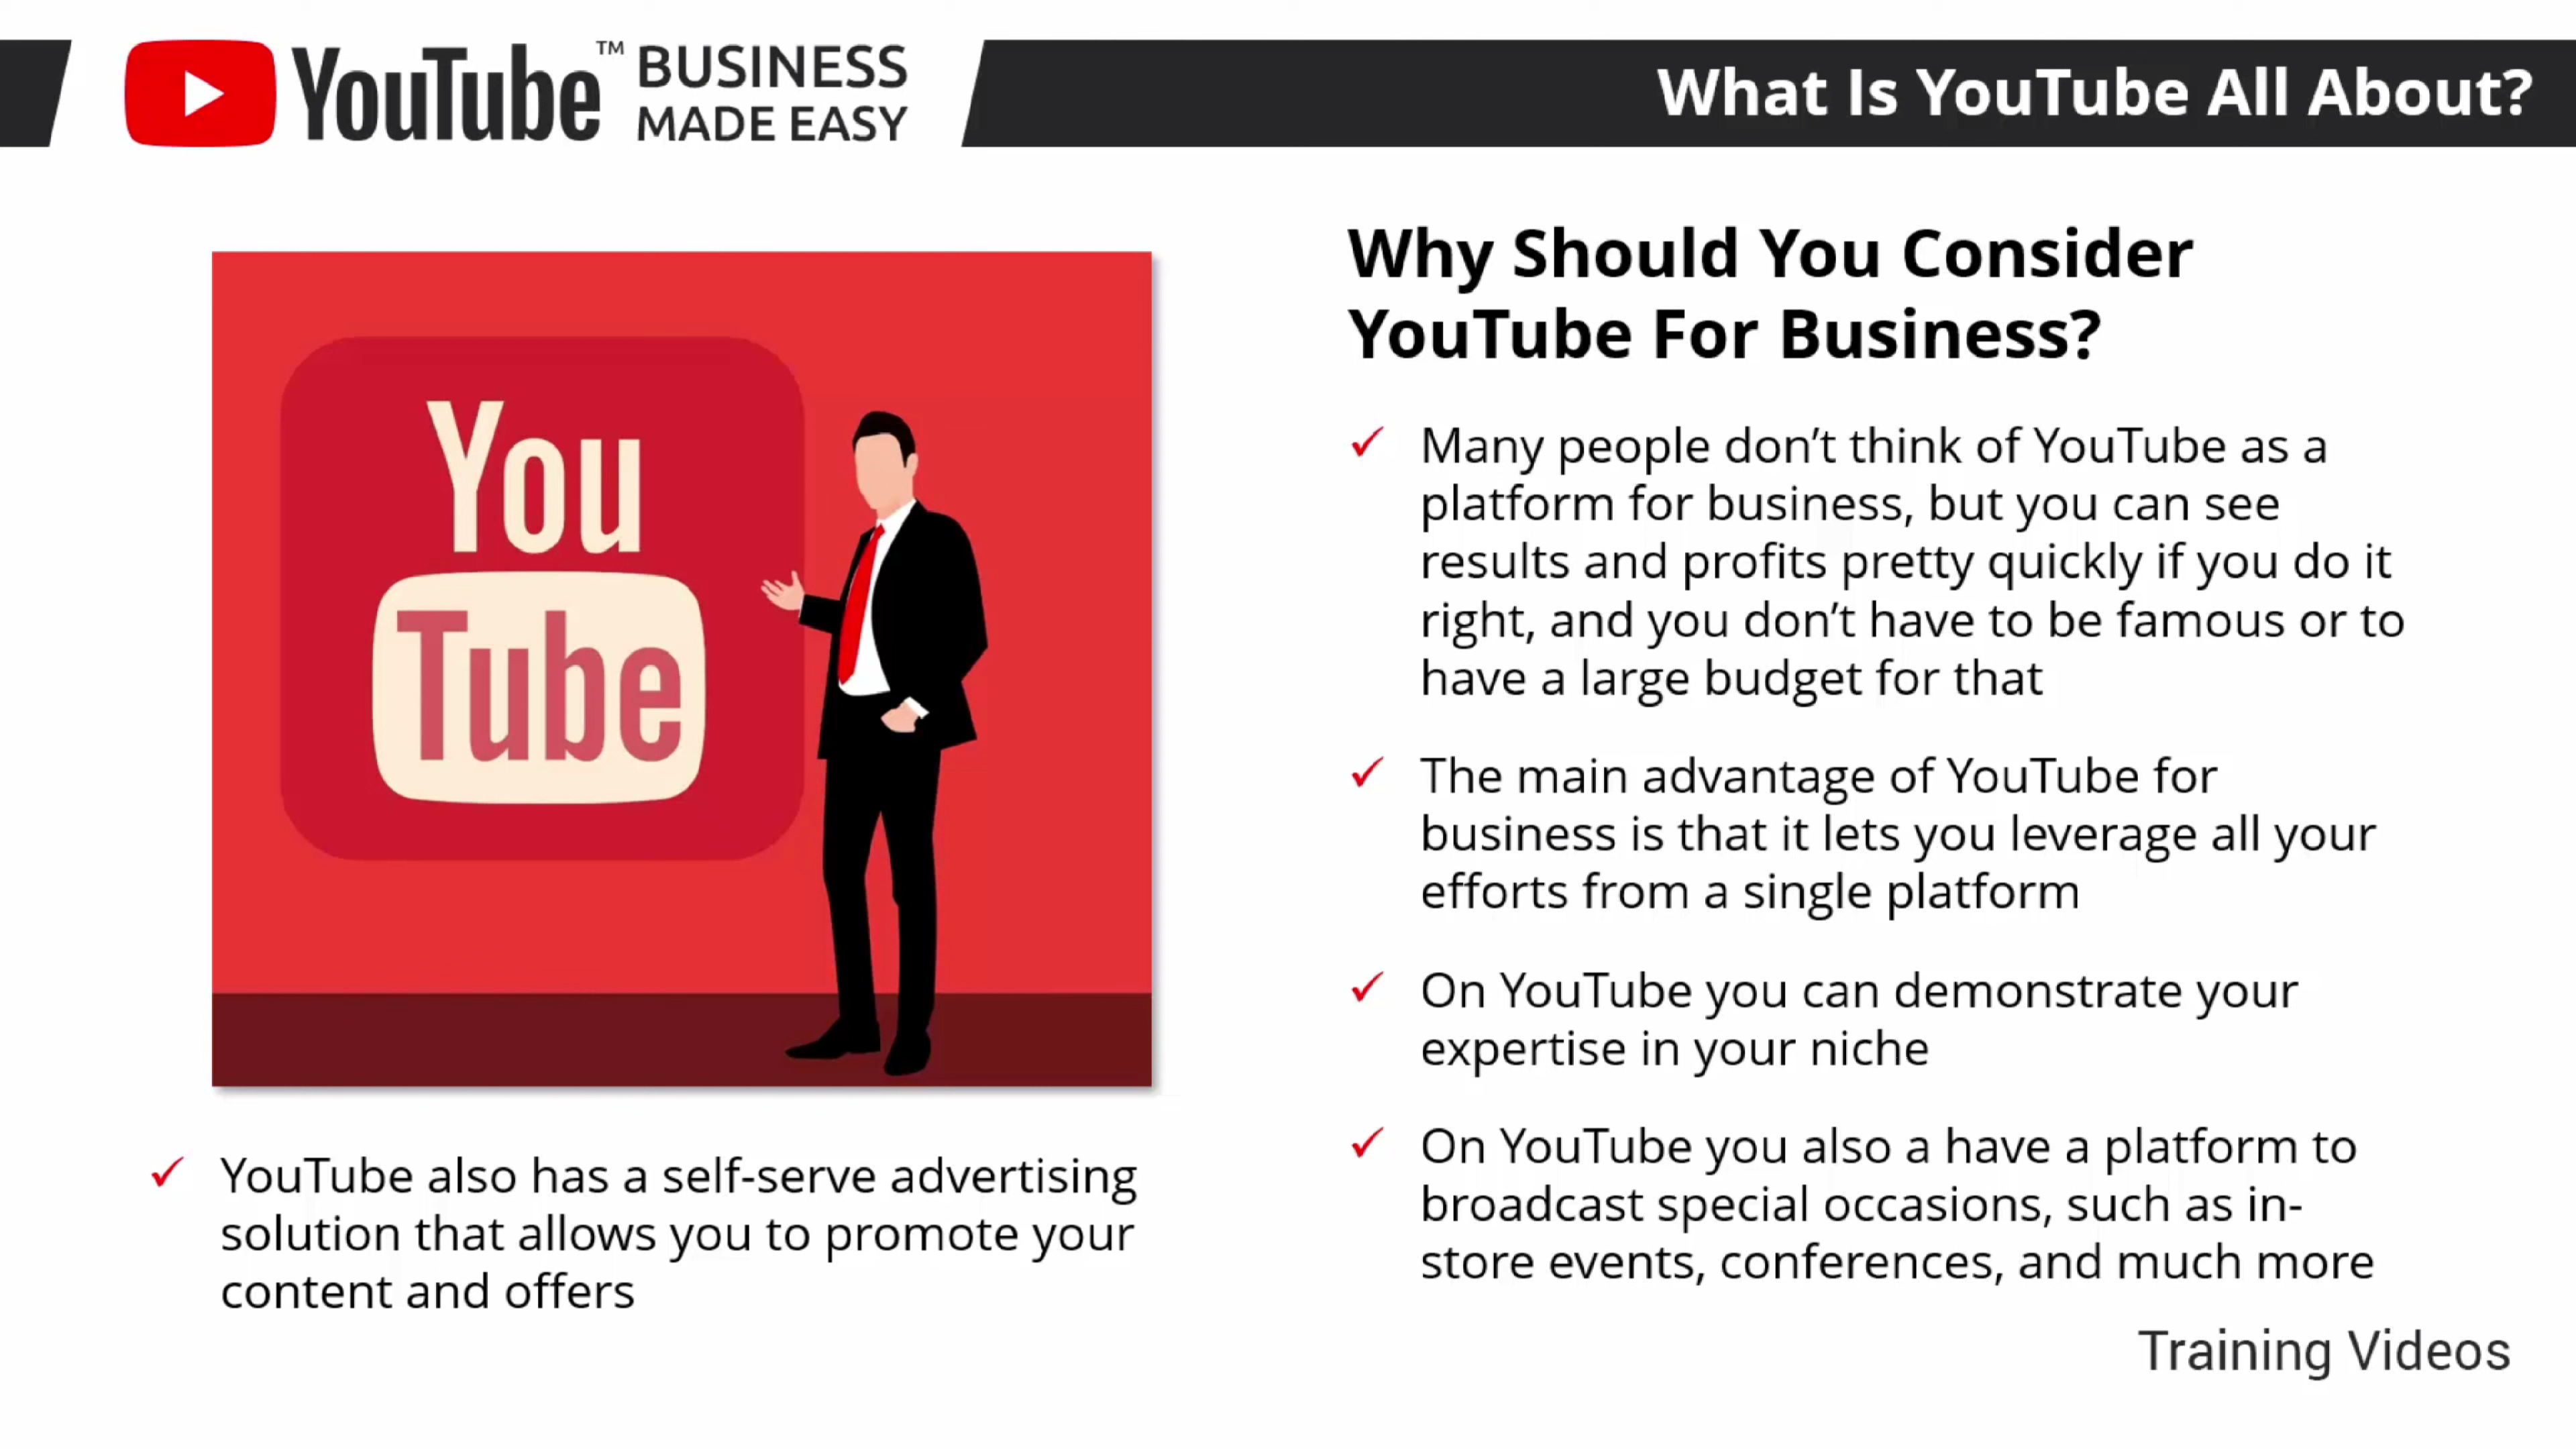 YouTube™ BUSINESS
MADE EASY
What Is YouTube All About?
You
Tube
Why Should You Consider
YouTube For Business?
✓ Many people don’t think of YouTube as a
platform for business, but you can see
results and profits pretty quickly if you do it
right, and you don’t have to be famous or to
have a large budget for that
✓ The main advantage of YouTube for
business is that it lets you leverage all your
efforts from a single platform
✓ On YouTube you can demonstrate your
expertise in your niche
✓ On YouTube you also a have a platform to
broadcast special occasions, such as in-
store events, conferences, and much more
✓ YouTube also has a self-serve advertising
solution that allows you to promote your
content and offers
Training Videos